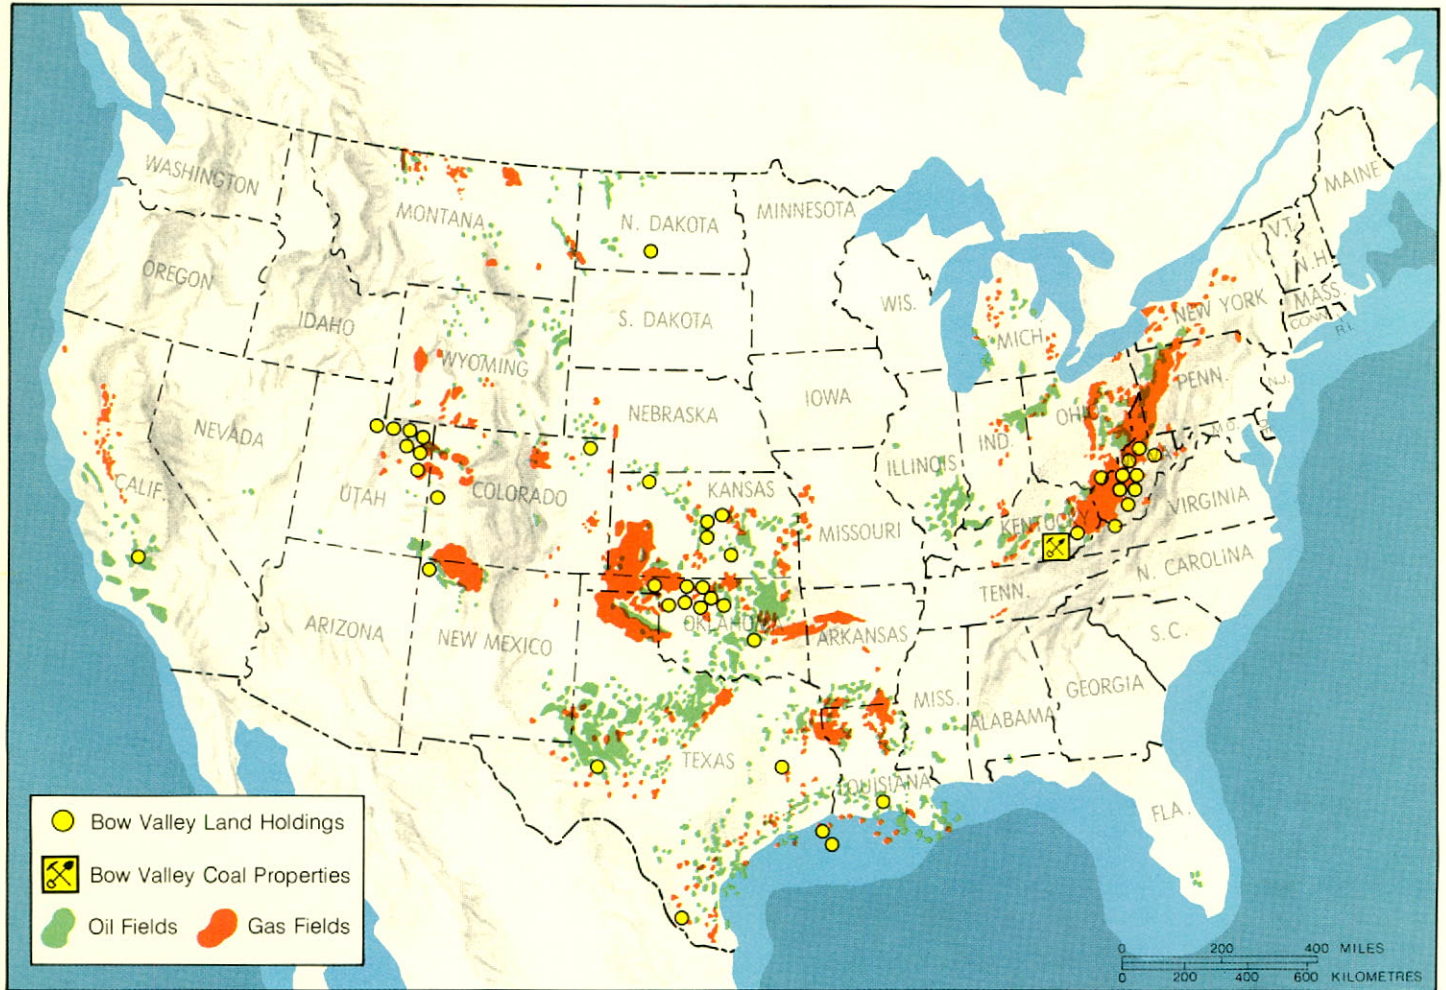 WASHINGTON
MONTANA
N. DAKOTA
MINNESOTA
MAINE
OREGON
IDAHO
S. DAKOTA
WIS.
MICH
NEW YORK
V.T.
N.H.
MASS.
CONN.
R.I.
WYOMING
NEBRASKA
IOWA
PENN.
N.J.
NEVADA
OHIO
IND.
ILLINOIS
M.D.
CALIF.
UTAH
COLORADO
KANSAS
MISSOURI
KENTUCKY
VIRGINIA
ARIZONA
NEW MEXICO
OKLAHOM
ARKANSAS
TENN.
N. CAROLINA
S.C.
TEXAS
LOUISIANA
MISS.
ALABAMA
GEORGIA
FLA.
Bow Valley Land Holdings
Bow Valley Coal Properties
Oil Fields Gas Fields
0 200 400 MILES
0 200 400 600 KILOMETRES